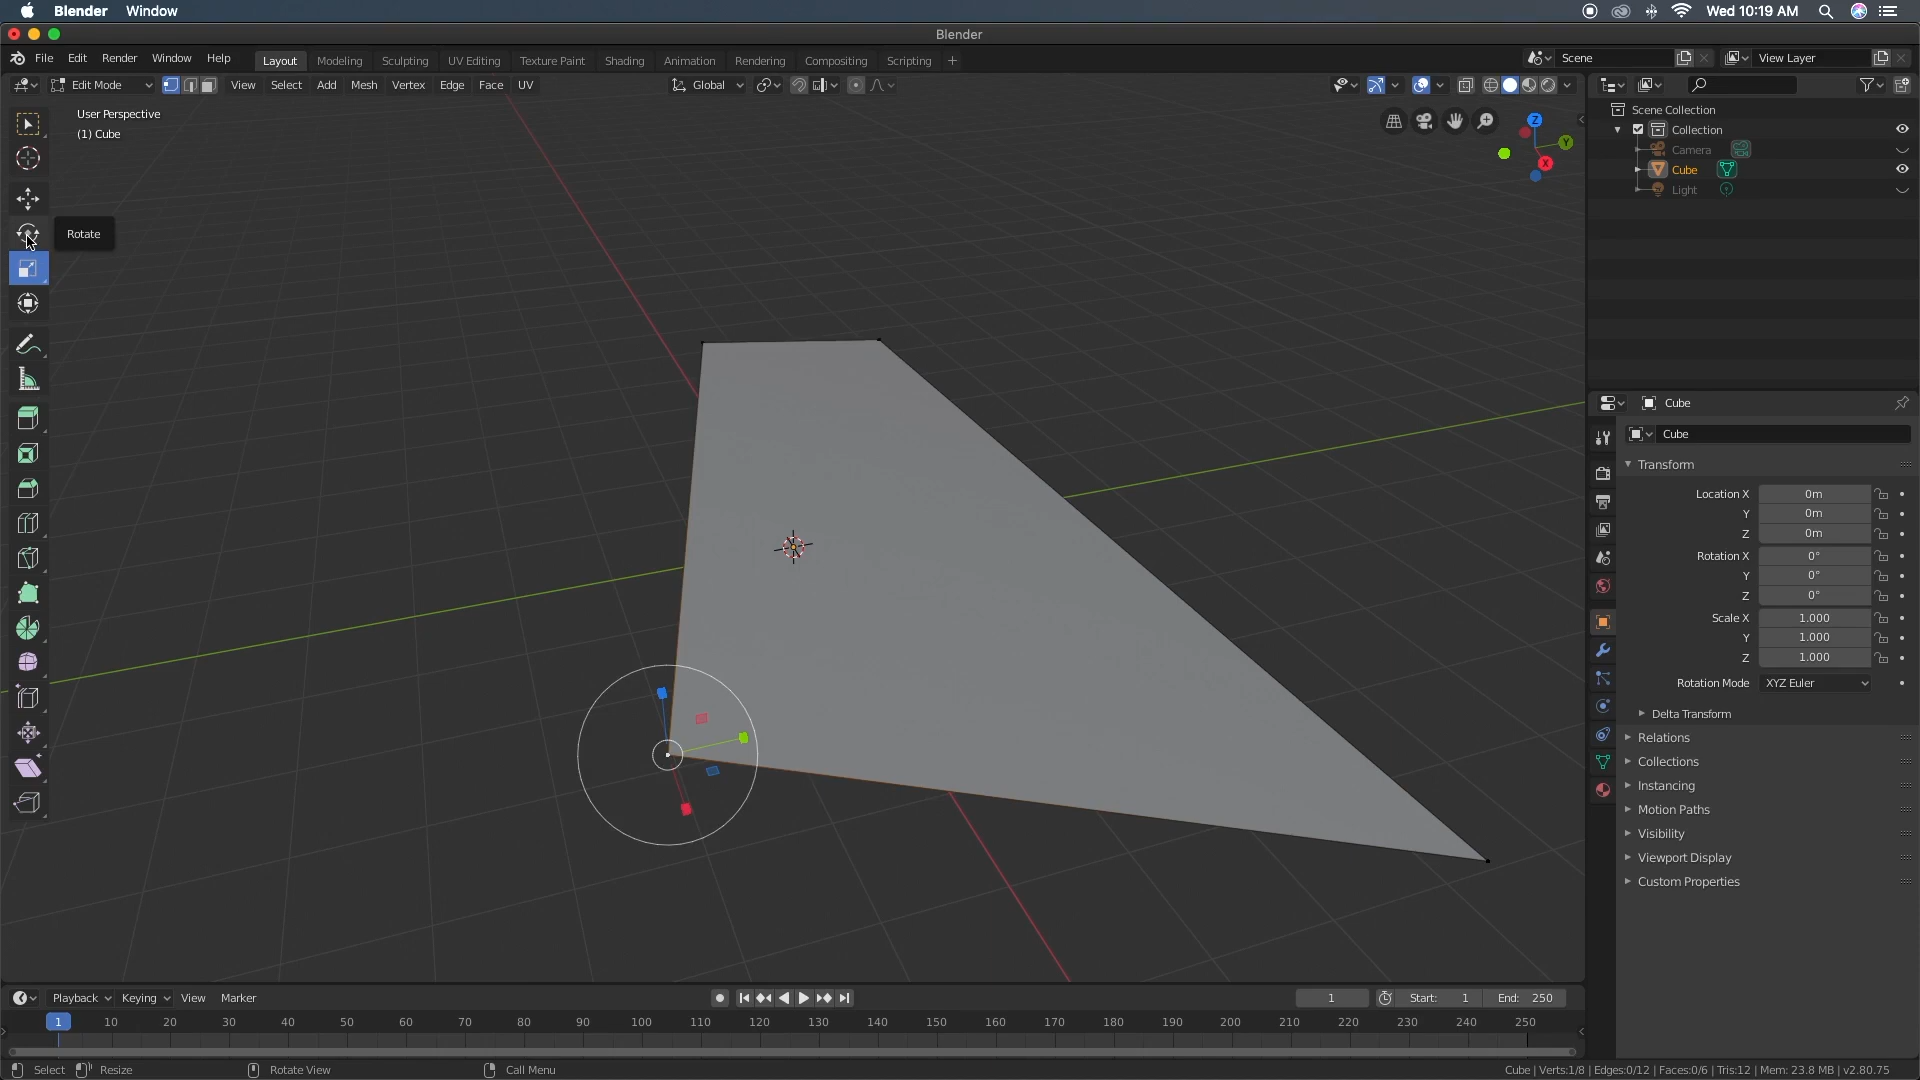 Blender Window Wed 10:19 AM
Blender
File Edit Render Window Help Layout Modeling Sculpting UV Editing Texture Paint Shading Animation Rendering Compositing Scripting + Scene View Layer
Edit Mode View Select Add Mesh Vertex Edge Face UV Global
User Perspective
(1) Cube
Z
Y
X
Rotate
Scene Collection
Collection
Camera
Cube
Light
Cube
Cube
Transform
Location X 0m
Y 0m
Z 0m
Rotation X 0°
Y 0°
Z 0°
Scale X 1.000
Y 1.000
Z 1.000
Rotation Mode XYZ Euler
Delta Transform
Relations
Collections
Instancing
Motion Paths
Visibility
Viewport Display
Custom Properties
Playback Keying View Marker 1 Start: 1 End: 250
1 10 20 30 40 50 60 70 80 90 100 110 120 130 140 150 160 170 180 190 200 210 220 230 240 250
Select Resize Rotate View Call Menu Cube | Verts:1/8 | Edges:0/12 | Faces:0/6 | Tris:12 | Mem: 23.8 MB | v2.80.75